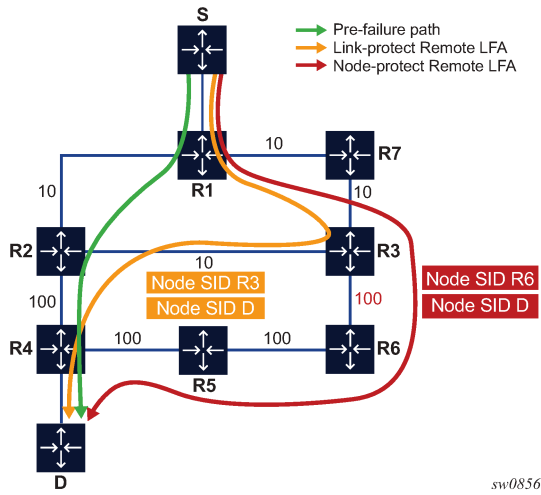 S
Pre-failure path
Link-protect Remote LFA
Node-protect Remote LFA
10
R7
R1
10
10
R2
R3
10
Node SID R3
Node SID D
Node SID R6
Node SID D
100
100
R4
100
100
R6
R5
D
sw0856